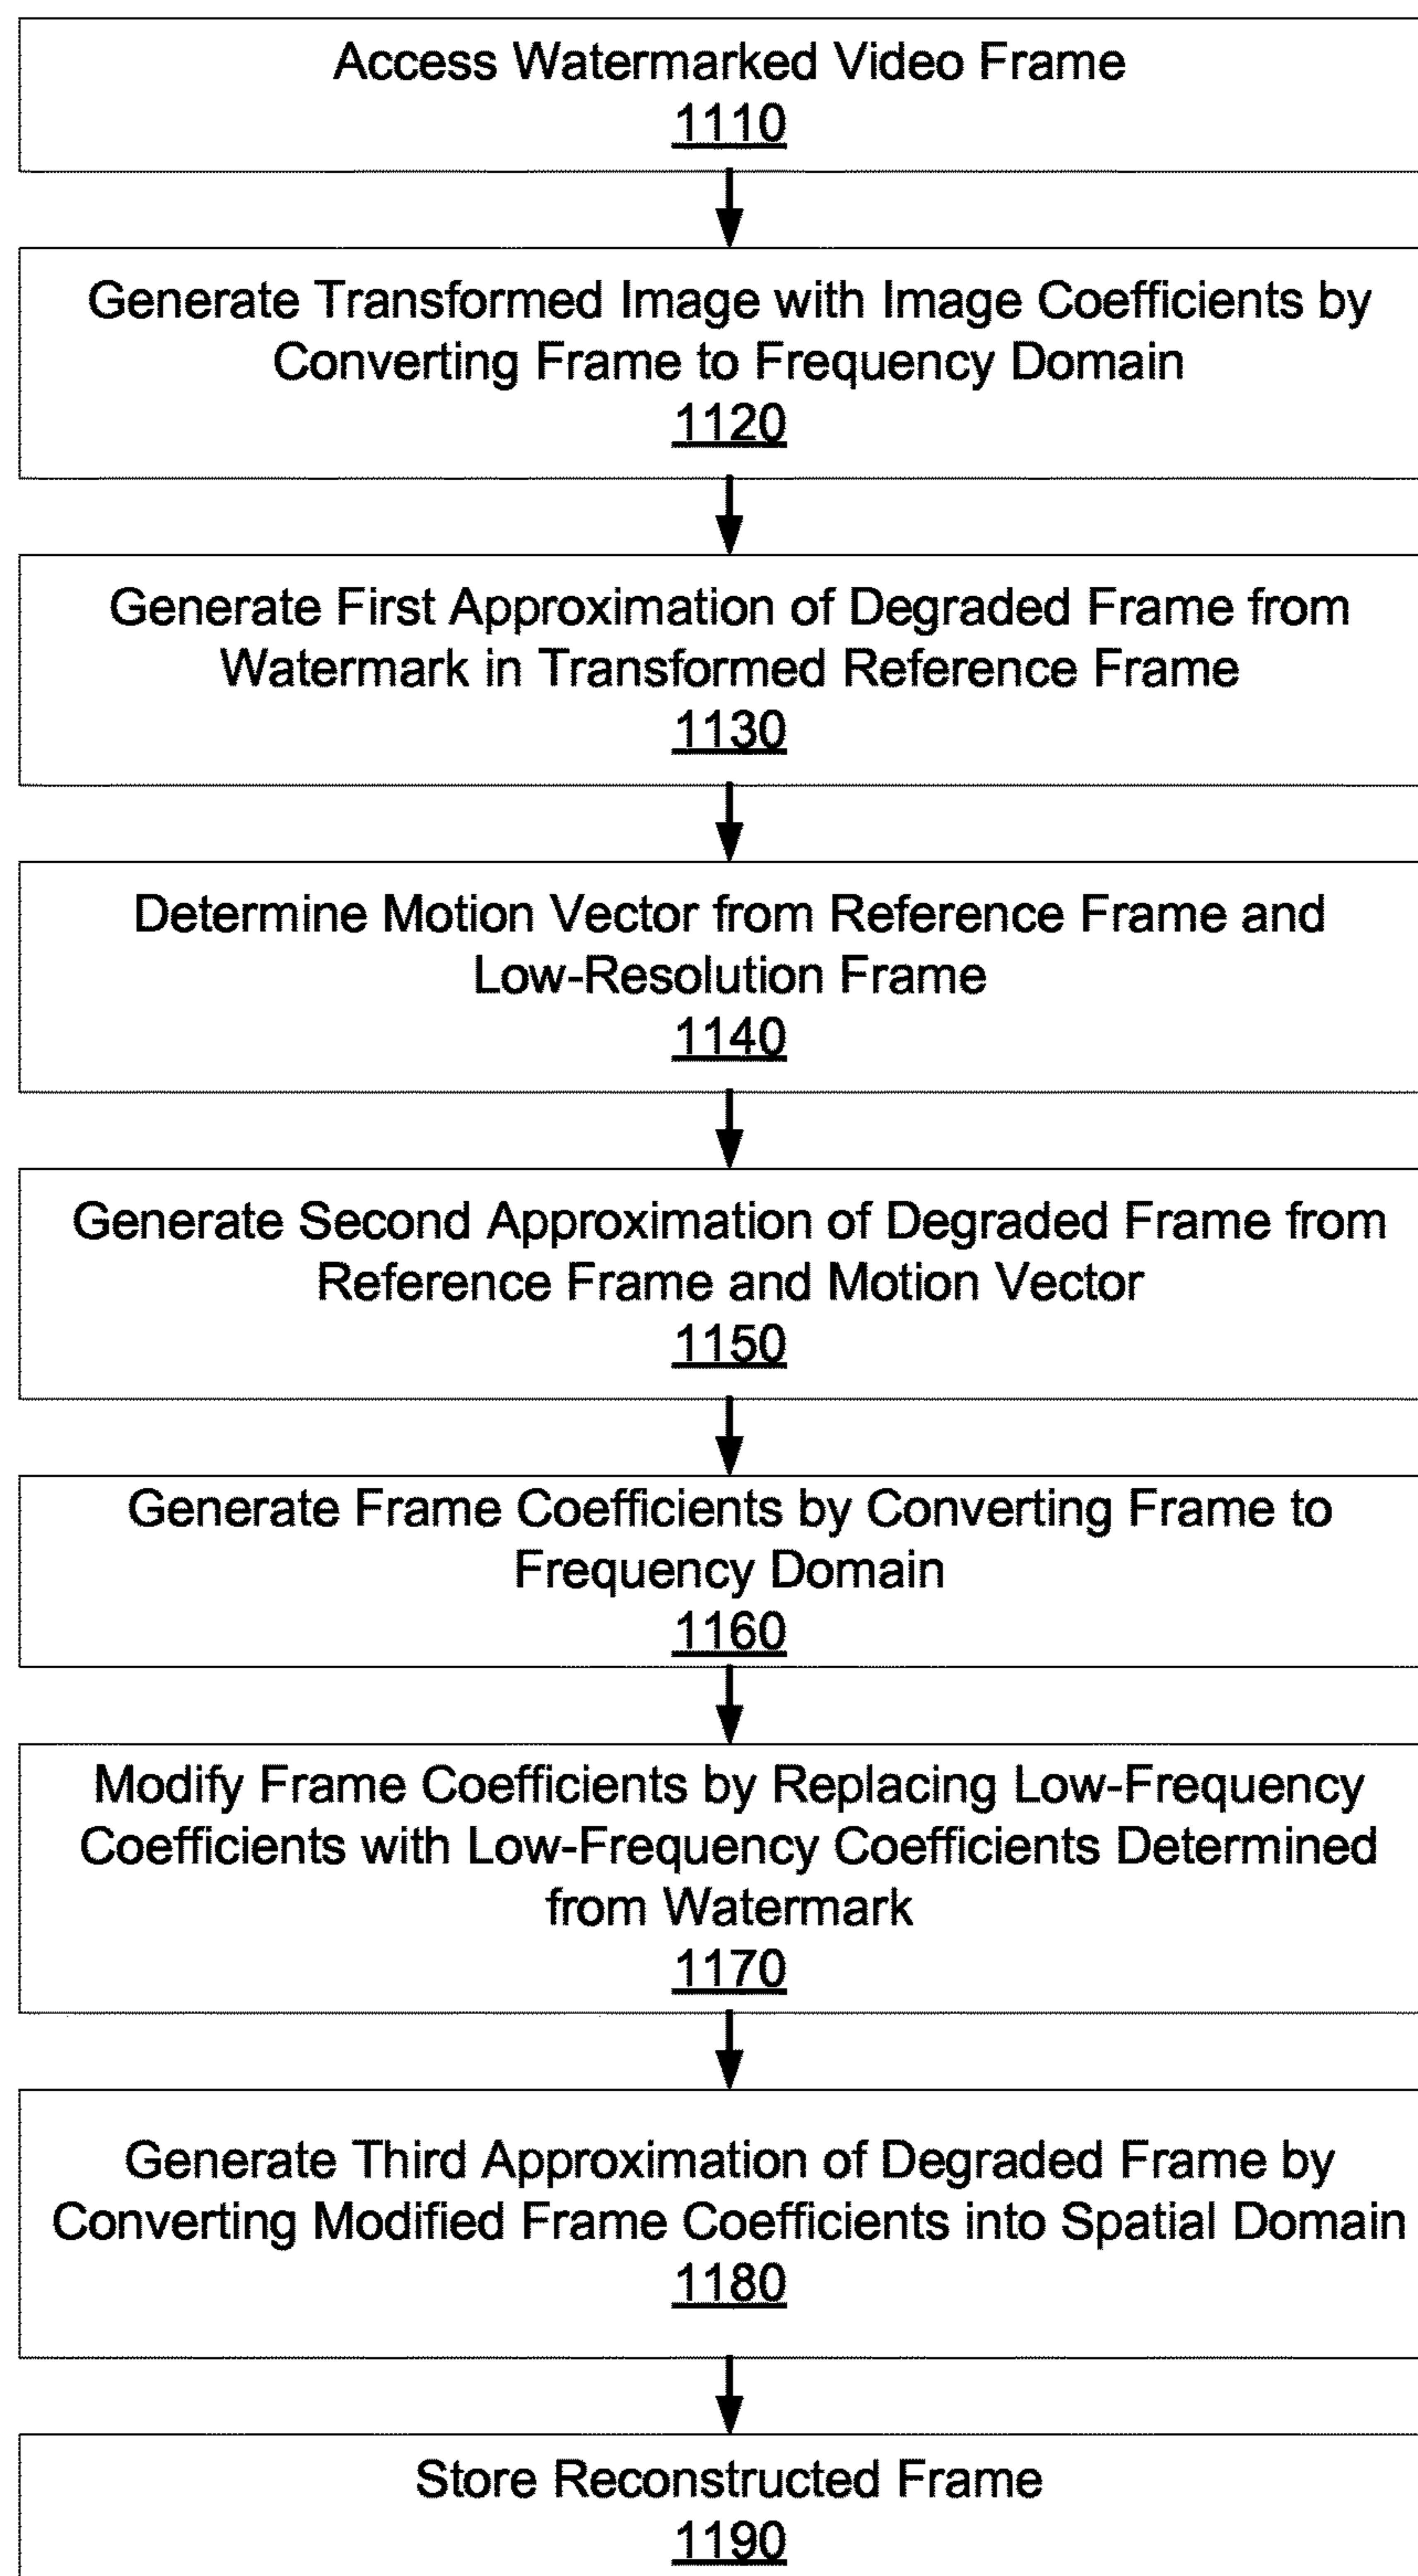 Access Watermarked Video Frame
1110
Generate Transformed Image with Image Coefficients by
Converting Frame to Frequency Domain
1120
Generate First Approximation of Degraded Frame from
Watermark in Transformed Reference Frame
1130
Determine Motion Vector from Reference Frame and
Low-Resolution Frame
1140
Generate Second Approximation of Degraded Frame from
Reference Frame and Motion Vector
1150
Generate Frame Coefficients by Converting Frame to
Frequency Domain
1160
Modify Frame Coefficients by Replacing Low-Frequency
Coefficients with Low-Frequency Coefficients Determined
from Watermark
1170
Generate Third Approximation of Degraded Frame by
Converting Modified Frame Coefficients into Spatial Domain
1180
Store Reconstructed Frame
1190